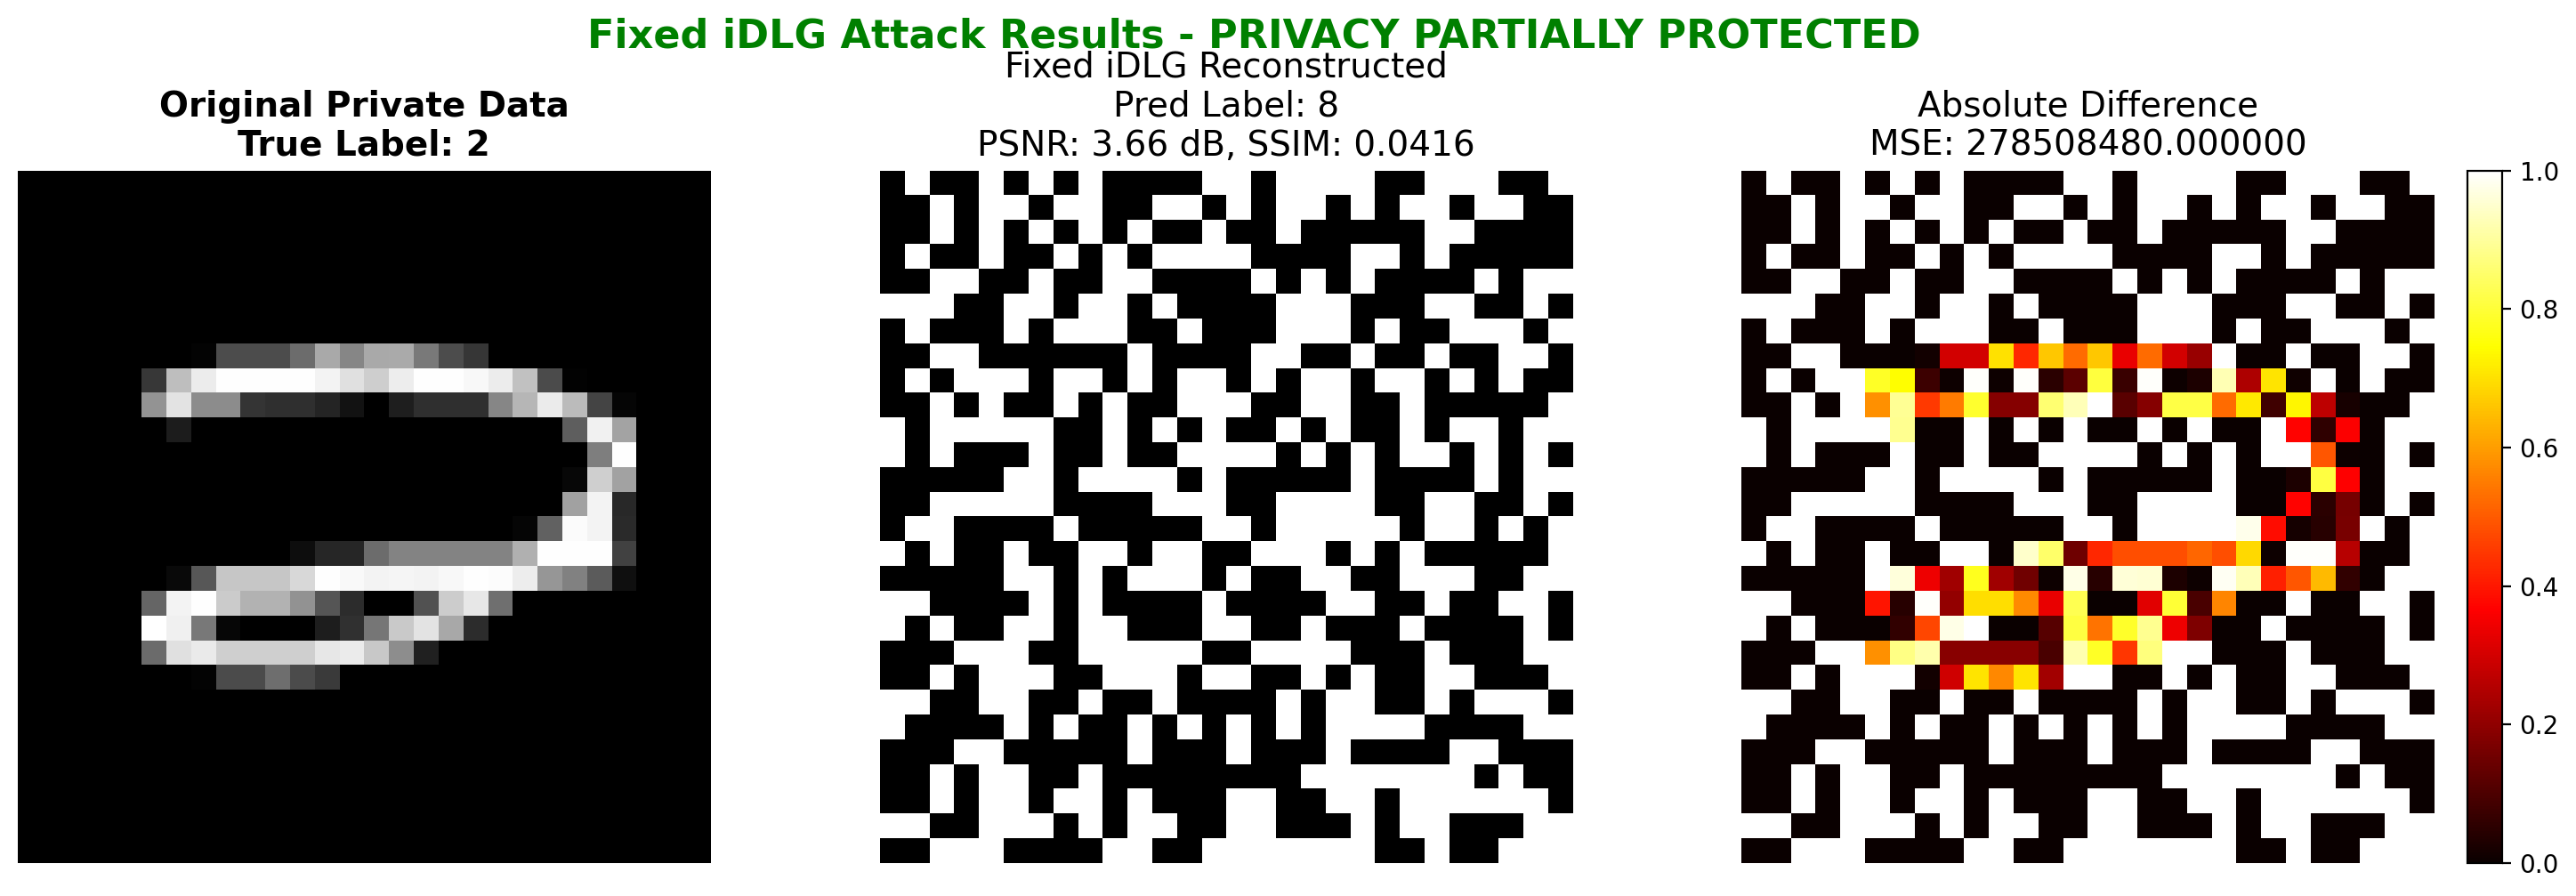 Fixed iDLG Attack Results - PRIVACY PARTIALLY PROTECTED
Original Private Data
True Label: 2
Fixed iDLG Reconstructed
Pred Label: 8
PSNR: 3.66 dB, SSIM: 0.0416
Absolute Difference
MSE: 278508480.000000
1.0
0.8
0.6
0.4
0.2
0.0